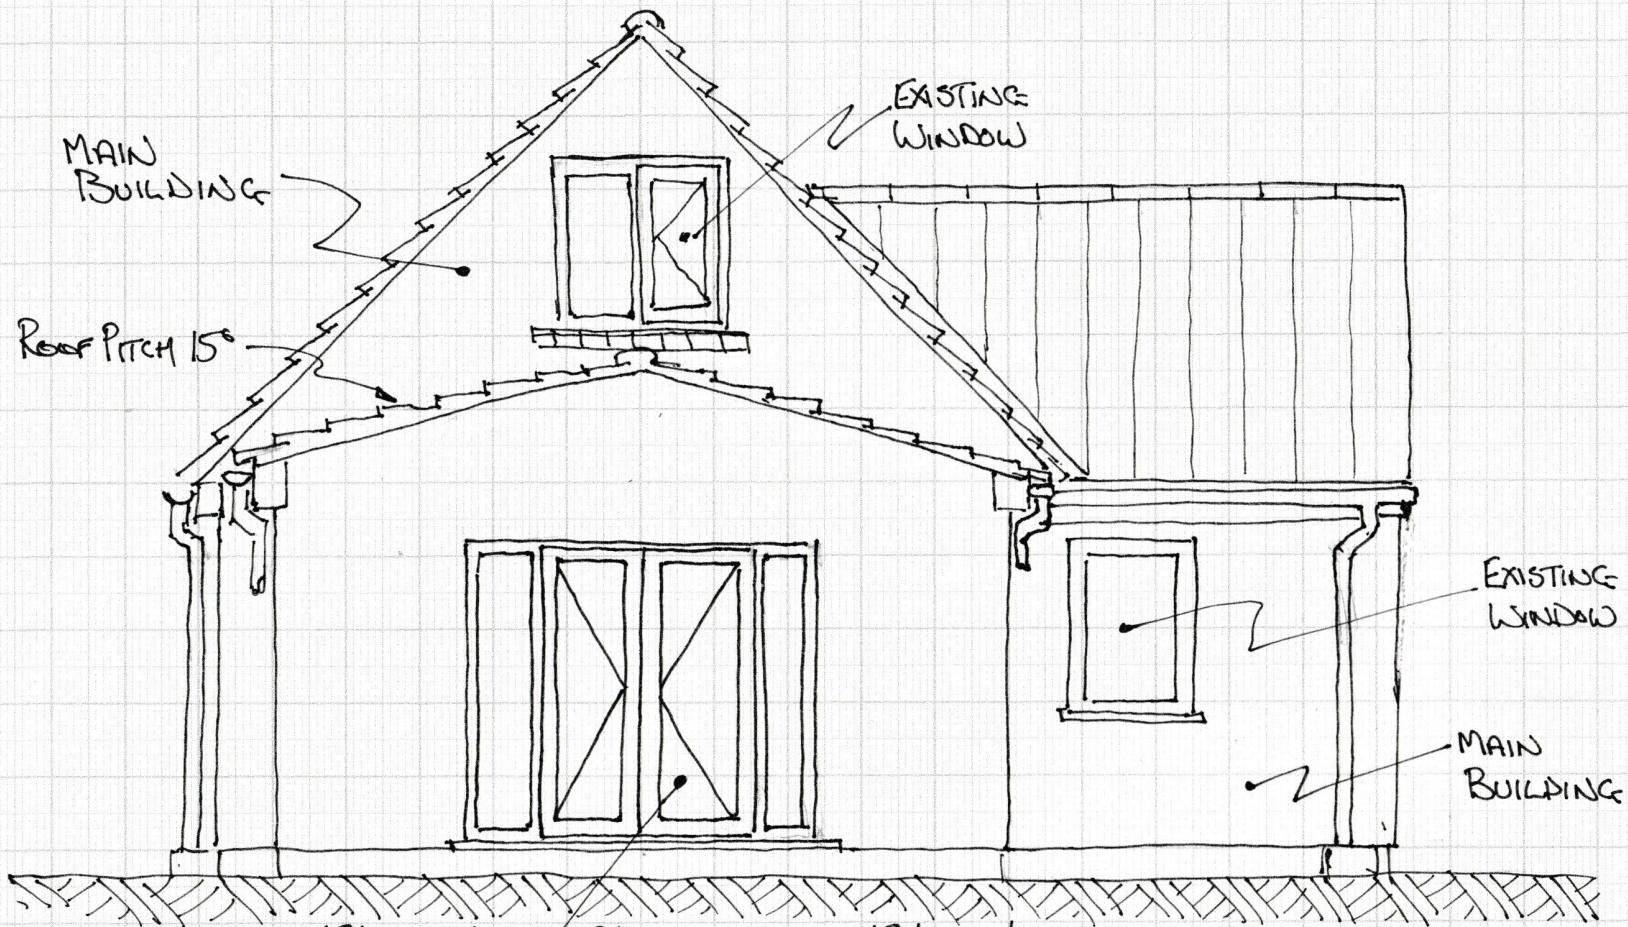 EXISTING
WINDOW
MAIN
BUILDING
ROOF PITCH 15°
EXISTING
WINDOW
MAIN
BUILDING